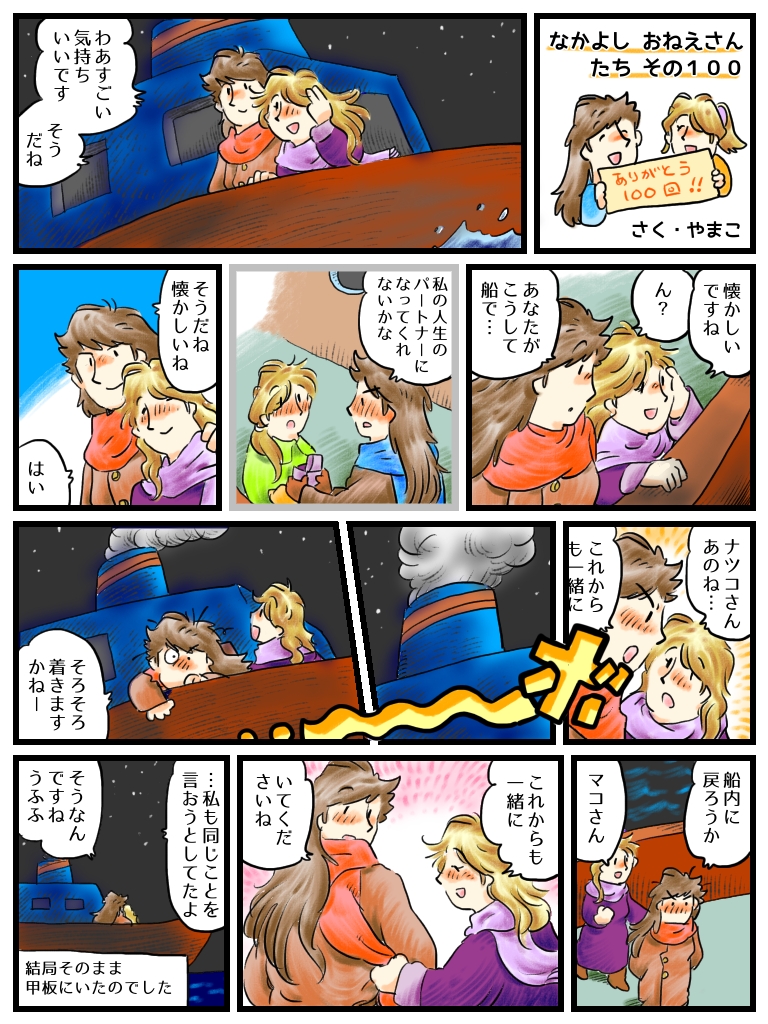 なかよし おねえさん
たち その100
ありがとう
100回!!
さく・やまこ
わあすごい
気持ち
いいです
そう
だね
懐かしい
ですね
ん?
あなたが
こうして
船で…
私の人生の
パートナーに
なってくれ
ないかな
そうだね
懐かしいね
はい
ナツコさん
あのね…
これから
も一緒に
ボーーー
そろそろ
着きます
かねー
船内に
戻ろうか
マコさん
これからも
一緒に
いてくだ
さいね
…私も同じことを
言おうとしてたよ
そうなん
ですね
うふふ
結局そのまま
甲板にいたのでした